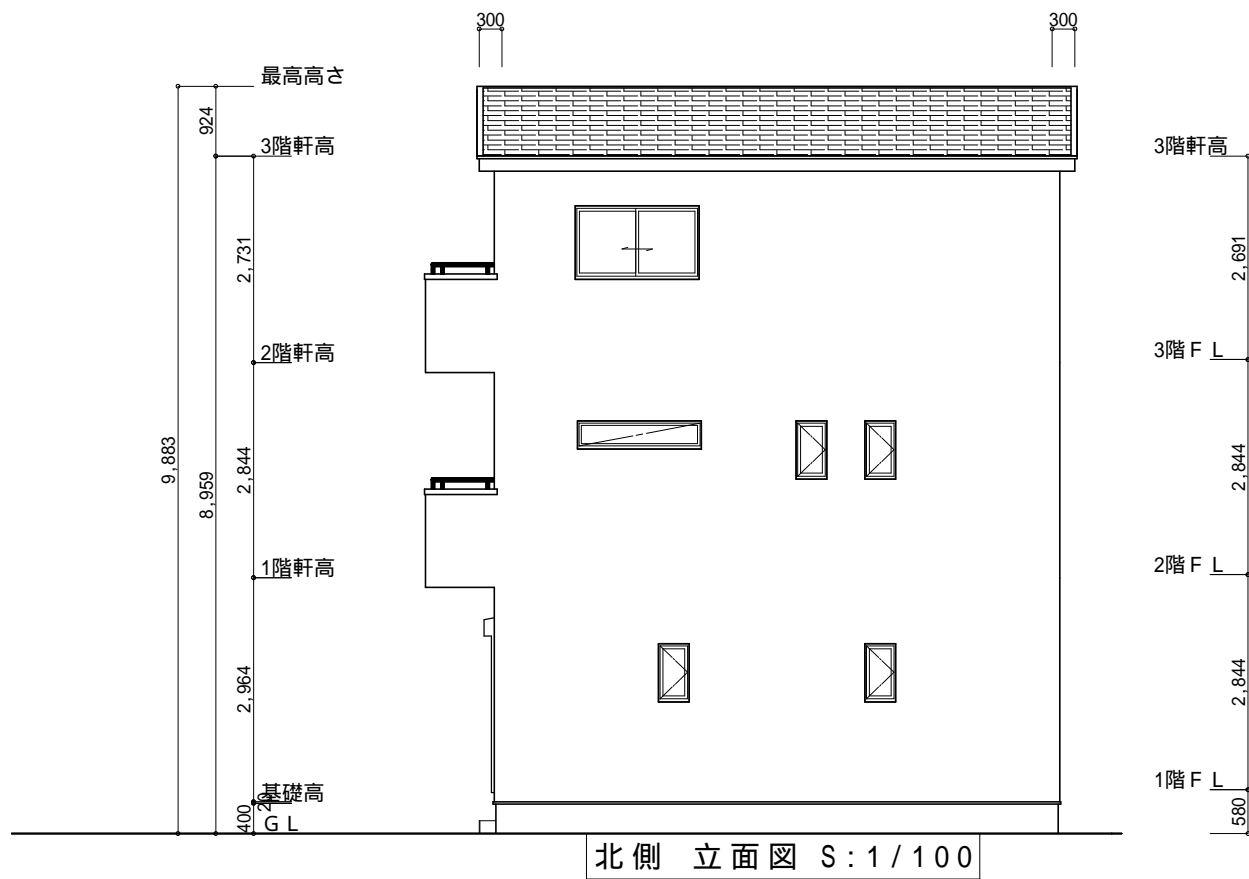 300
300
最高高さ
924
3階軒高
3階軒高
2,731
2,691
2階軒高
3階ＦＬ
9,883
8,959
2,844
2,844
1階軒高
2階ＦＬ
2,964
2,844
基礎高
1階ＦＬ
20
400
580
ＧＬ
北側 立面図 S:1/100